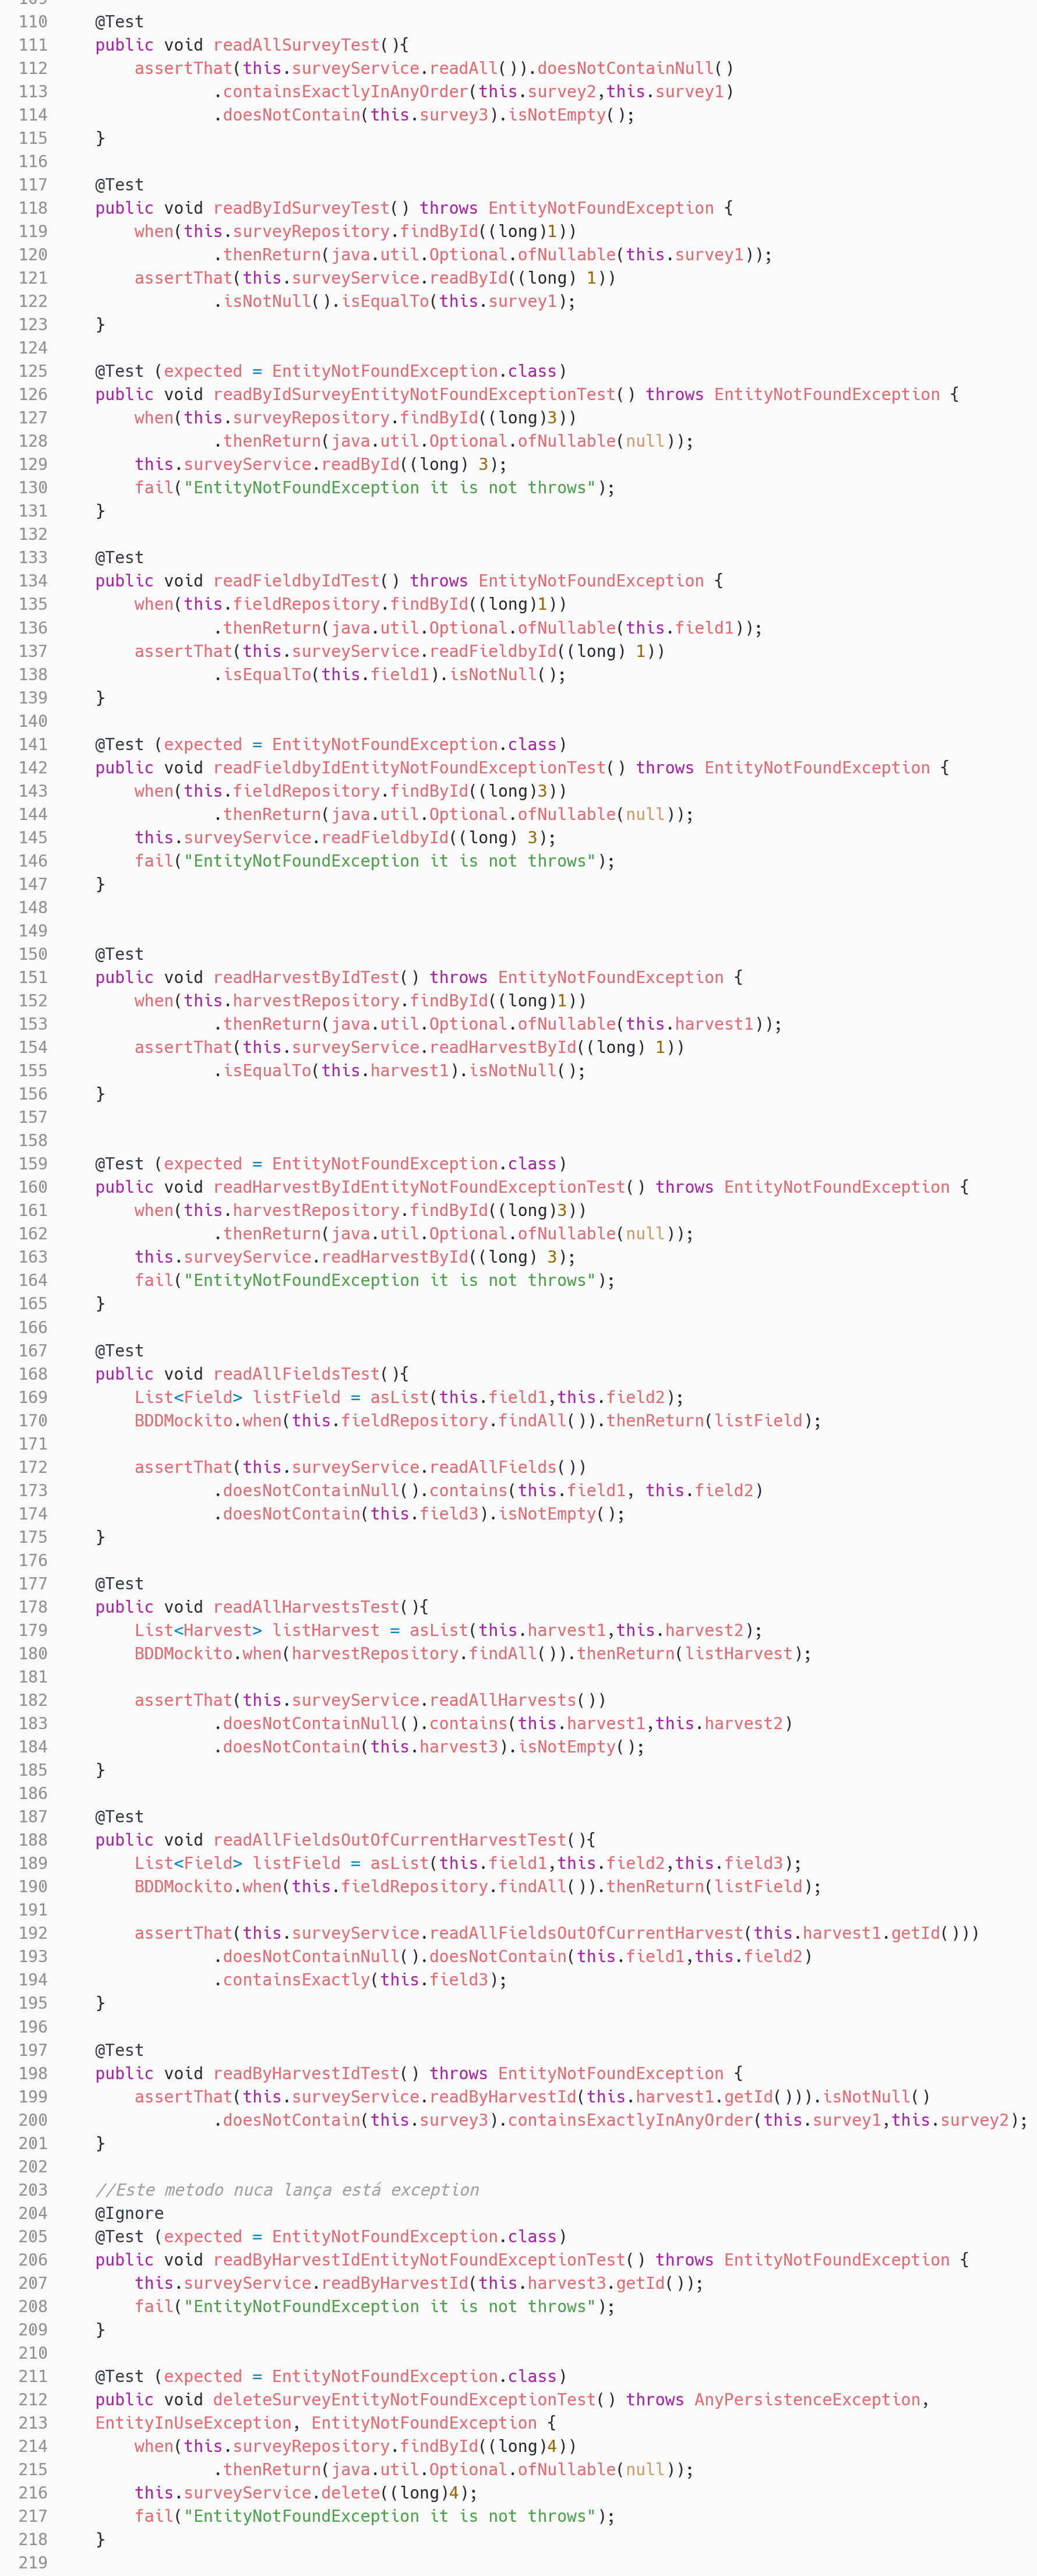 110     @Test
111     public void readAllSurveyTest(){
112         assertThat(this.surveyService.readAll()).doesNotContainNull()
113                 .containsExactlyInAnyOrder(this.survey2,this.survey1)
114                 .doesNotContain(this.survey3).isNotEmpty();
115     }
116
117     @Test
118     public void readByIdSurveyTest() throws EntityNotFoundException {
119         when(this.surveyRepository.findById((long)1))
120                 .thenReturn(java.util.Optional.ofNullable(this.survey1));
121         assertThat(this.surveyService.readById((long) 1))
122                 .isNotNull().isEqualTo(this.survey1);
123     }
124
125     @Test (expected = EntityNotFoundException.class)
126     public void readByIdSurveyEntityNotFoundExceptionTest() throws EntityNotFoundException {
127         when(this.surveyRepository.findById((long)3))
128                 .thenReturn(java.util.Optional.ofNullable(null));
129         this.surveyService.readById((long) 3);
130         fail("EntityNotFoundException it is not throws");
131     }
132
133     @Test
134     public void readFieldbyIdTest() throws EntityNotFoundException {
135         when(this.fieldRepository.findById((long)1))
136                 .thenReturn(java.util.Optional.ofNullable(this.field1));
137         assertThat(this.surveyService.readFieldbyId((long) 1))
138                 .isEqualTo(this.field1).isNotNull();
139     }
140
141     @Test (expected = EntityNotFoundException.class)
142     public void readFieldbyIdEntityNotFoundExceptionTest() throws EntityNotFoundException {
143         when(this.fieldRepository.findById((long)3))
144                 .thenReturn(java.util.Optional.ofNullable(null));
145         this.surveyService.readFieldbyId((long) 3);
146         fail("EntityNotFoundException it is not throws");
147     }
148
149
150     @Test
151     public void readHarvestByIdTest() throws EntityNotFoundException {
152         when(this.harvestRepository.findById((long)1))
153                 .thenReturn(java.util.Optional.ofNullable(this.harvest1));
154         assertThat(this.surveyService.readHarvestById((long) 1))
155                 .isEqualTo(this.harvest1).isNotNull();
156     }
157
158
159     @Test (expected = EntityNotFoundException.class)
160     public void readHarvestByIdEntityNotFoundExceptionTest() throws EntityNotFoundException {
161         when(this.harvestRepository.findById((long)3))
162                 .thenReturn(java.util.Optional.ofNullable(null));
163         this.surveyService.readHarvestById((long) 3);
164         fail("EntityNotFoundException it is not throws");
165     }
166
167     @Test
168     public void readAllFieldsTest(){
169         List<Field> listField = asList(this.field1,this.field2);
170         BDDMockito.when(this.fieldRepository.findAll()).thenReturn(listField);
171
172         assertThat(this.surveyService.readAllFields())
173                 .doesNotContainNull().contains(this.field1, this.field2)
174                 .doesNotContain(this.field3).isNotEmpty();
175     }
176
177     @Test
178     public void readAllHarvestsTest(){
179         List<Harvest> listHarvest = asList(this.harvest1,this.harvest2);
180         BDDMockito.when(harvestRepository.findAll()).thenReturn(listHarvest);
181
182         assertThat(this.surveyService.readAllHarvests())
183                 .doesNotContainNull().contains(this.harvest1,this.harvest2)
184                 .doesNotContain(this.harvest3).isNotEmpty();
185     }
186
187     @Test
188     public void readAllFieldsOutOfCurrentHarvestTest(){
189         List<Field> listField = asList(this.field1,this.field2,this.field3);
190         BDDMockito.when(this.fieldRepository.findAll()).thenReturn(listField);
191
192         assertThat(this.surveyService.readAllFieldsOutOfCurrentHarvest(this.harvest1.getId()))
193                 .doesNotContainNull().doesNotContain(this.field1,this.field2)
194                 .containsExactly(this.field3);
195     }
196
197     @Test
198     public void readByHarvestIdTest() throws EntityNotFoundException {
199         assertThat(this.surveyService.readByHarvestId(this.harvest1.getId())).isNotNull()
200                 .doesNotContain(this.survey3).containsExactlyInAnyOrder(this.survey1,this.survey2);
201     }
202
203     //Este metodo nuca lança está exception
204     @Ignore
205     @Test (expected = EntityNotFoundException.class)
206     public void readByHarvestIdEntityNotFoundExceptionTest() throws EntityNotFoundException {
207         this.surveyService.readByHarvestId(this.harvest3.getId());
208         fail("EntityNotFoundException it is not throws");
209     }
210
211     @Test (expected = EntityNotFoundException.class)
212     public void deleteSurveyEntityNotFoundExceptionTest() throws AnyPersistenceException,
213     EntityInUseException, EntityNotFoundException {
214         when(this.surveyRepository.findById((long)4))
215                 .thenReturn(java.util.Optional.ofNullable(null));
216         this.surveyService.delete((long)4);
217         fail("EntityNotFoundException it is not throws");
218     }
219